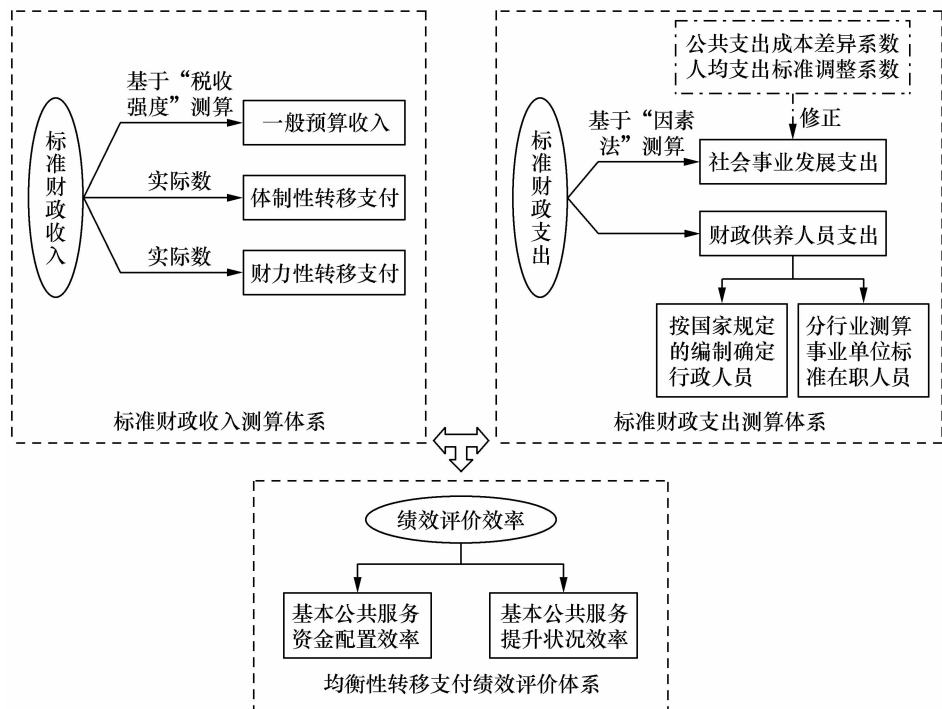 标准财政收入
基于“税收
强度”测算
一般预算收入
实际数
体制性转移支付
实际数
财力性转移支付
标准财政收入测算体系
公共支出成本差异系数
人均支出标准调整系数
修正
标准财政支出
基于“因素
法”测算
社会事业发展支出
财政供养人员支出
按国家规定
的编制确定
行政人员
分行业测算
事业单位标
准在职人员
标准财政支出测算体系
绩效评价效率
基本公共服务
资金配置效率
基本公共服务
提升状况效率
均衡性转移支付绩效评价体系